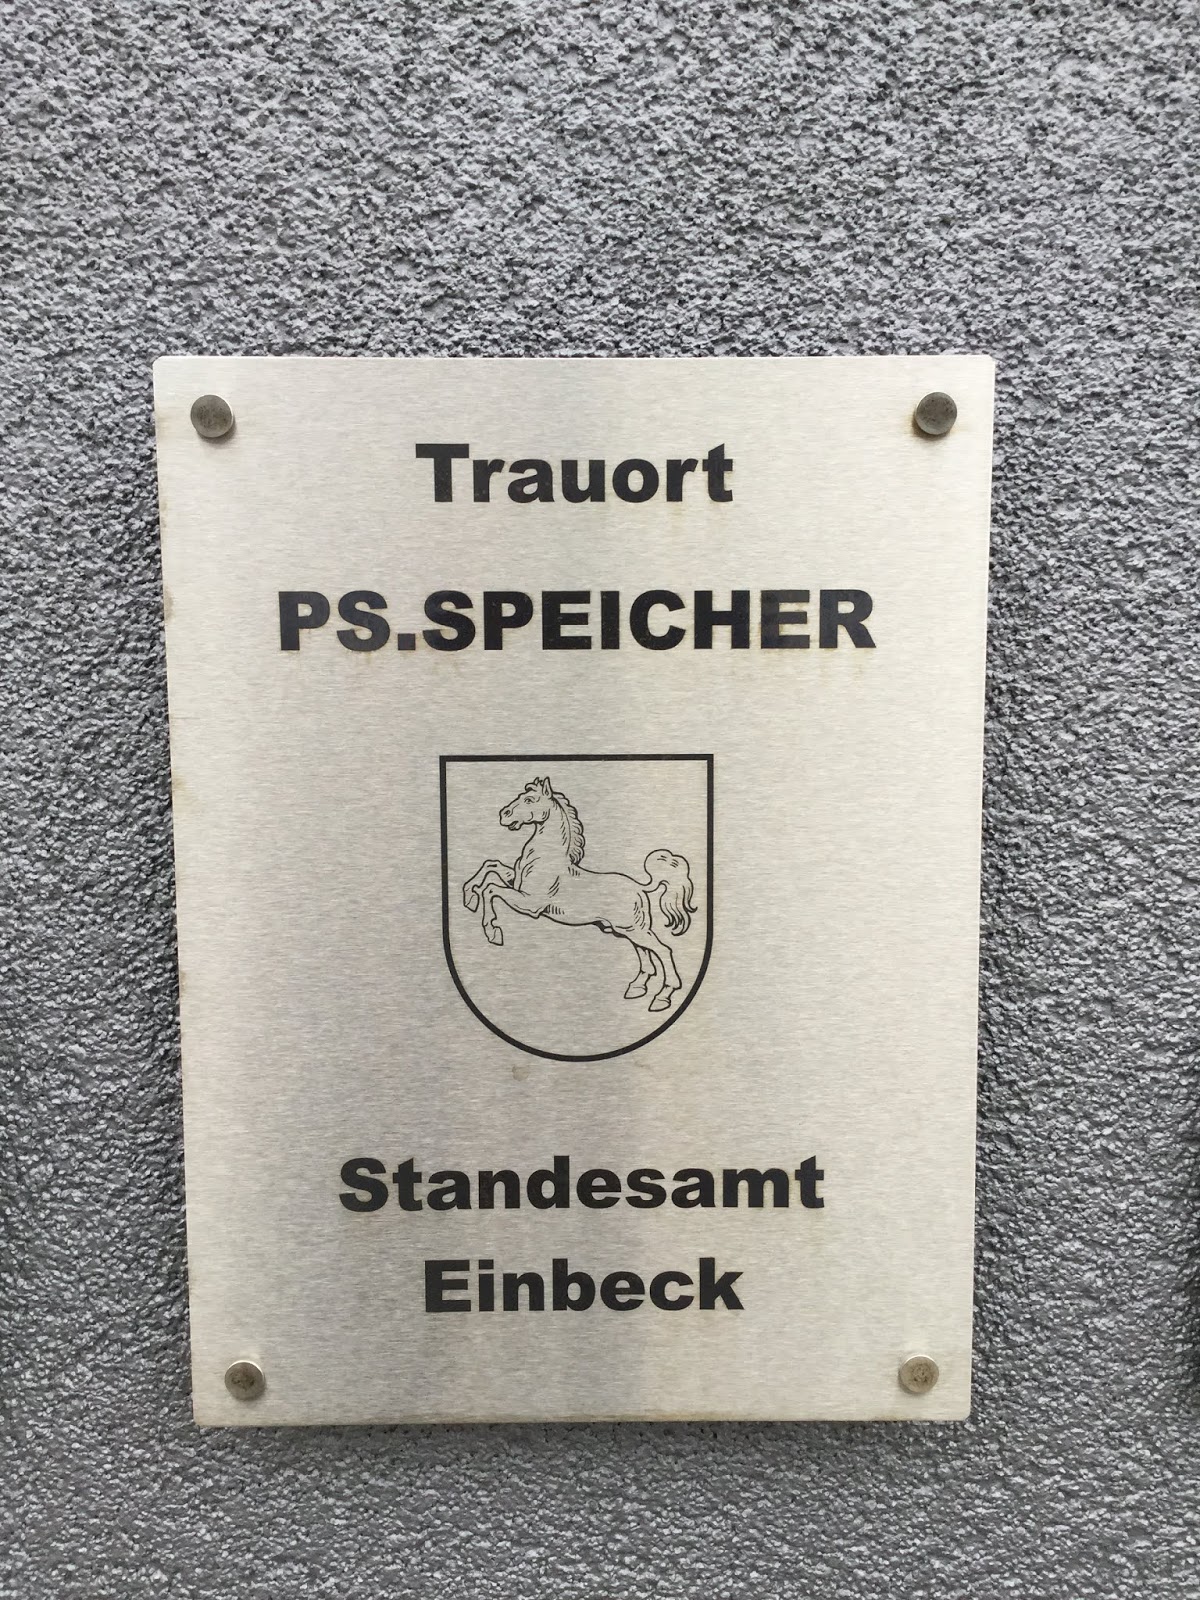 Trauort
PS.SPEICHER
Standesamt
Einbeck